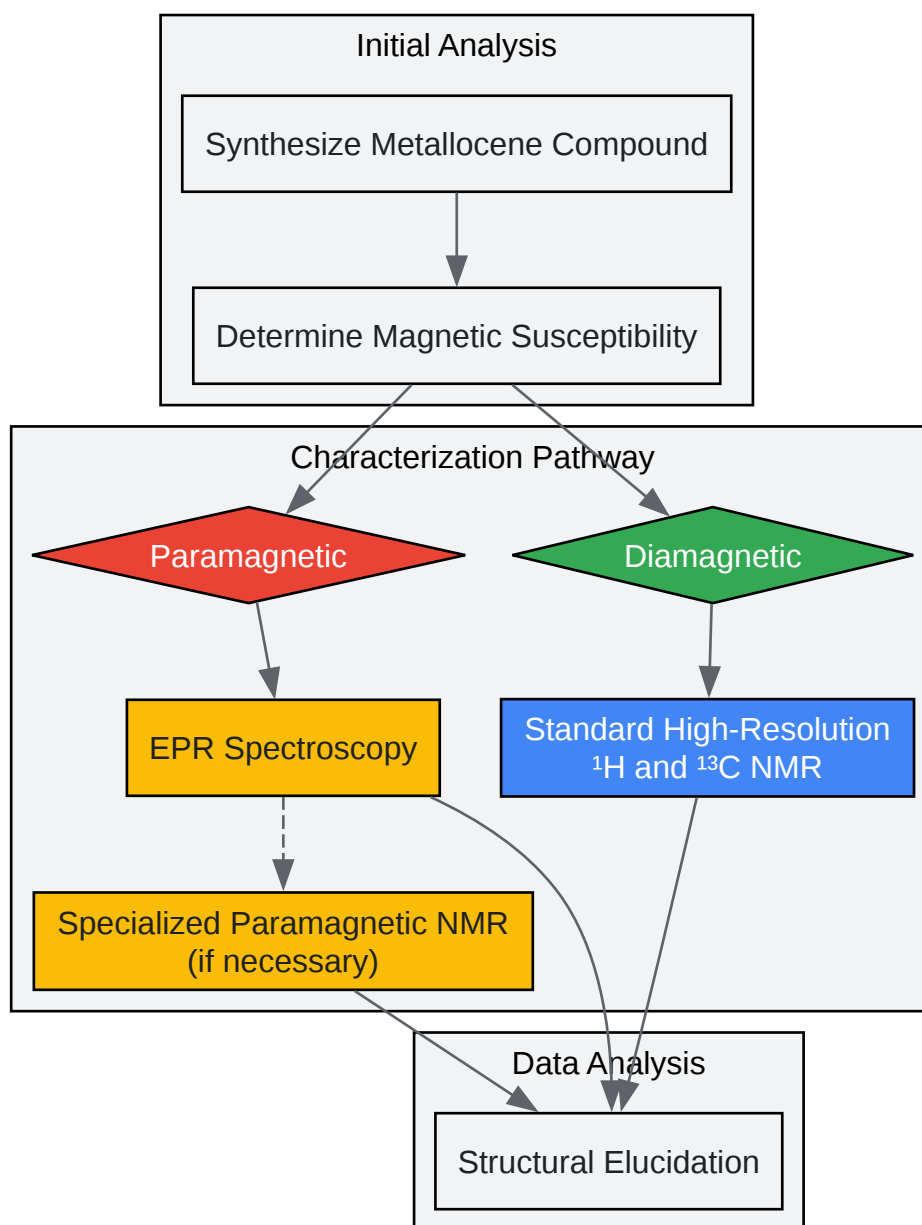 Initial Analysis
Synthesize Metallocene Compound
Determine Magnetic Susceptibility
Characterization Pathway
Paramagnetic
Diamagnetic
EPR Spectroscopy
Standard High-Resolution
¹H and ¹³C NMR
Specialized Paramagnetic NMR
(if necessary)
Data Analysis
Structural Elucidation